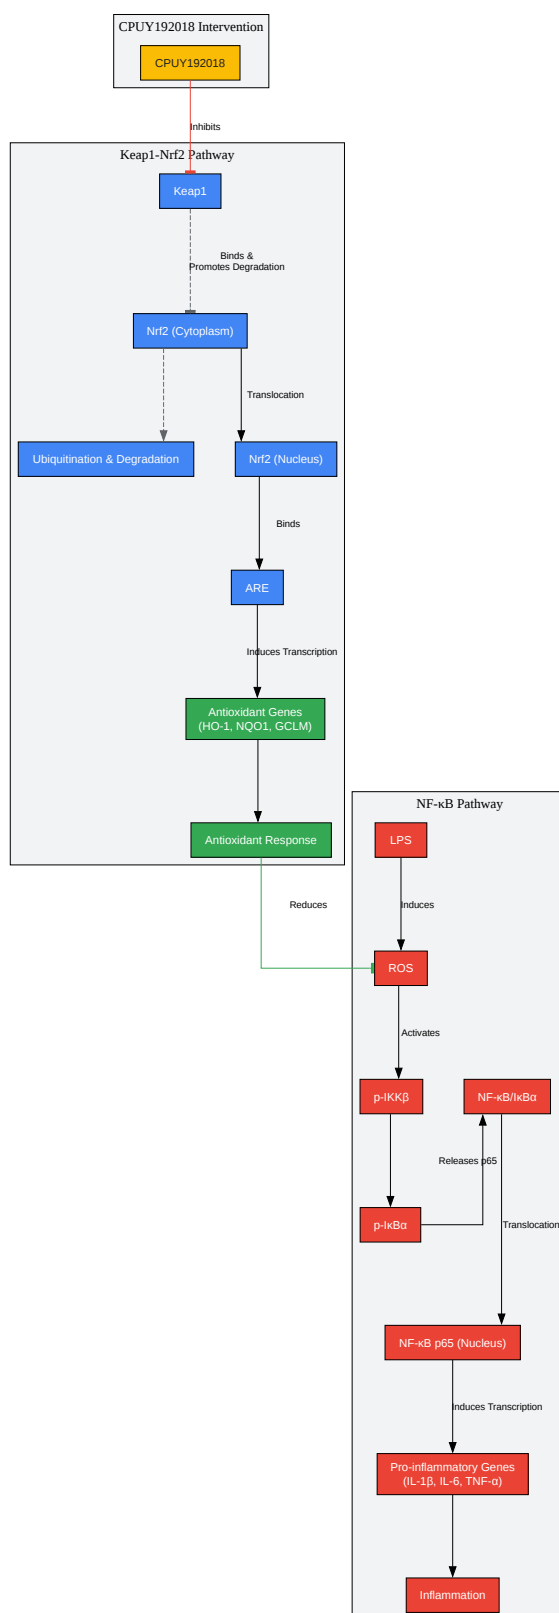 CPUY192018 Intervention
CPUY192018
Inhibits
Keap1-Nrf2 Pathway
Keap1
Binds &
Promotes Degradation
Nrf2 (Cytoplasm)
Translocation
Ubiquitination & Degradation
Nrf2 (Nucleus)
Binds
ARE
Induces Transcription
Antioxidant Genes
(HO-1, NQO1, GCLM)
Antioxidant Response
Reduces
NF-κB Pathway
LPS
Induces
ROS
Activates
p-IKKβ
NF-κB/IκBα
Releases p65
p-IκBα
Translocation
NF-κB p65 (Nucleus)
Induces Transcription
Pro-inflammatory Genes
(IL-1β, IL-6, TNF-α)
Inflammation